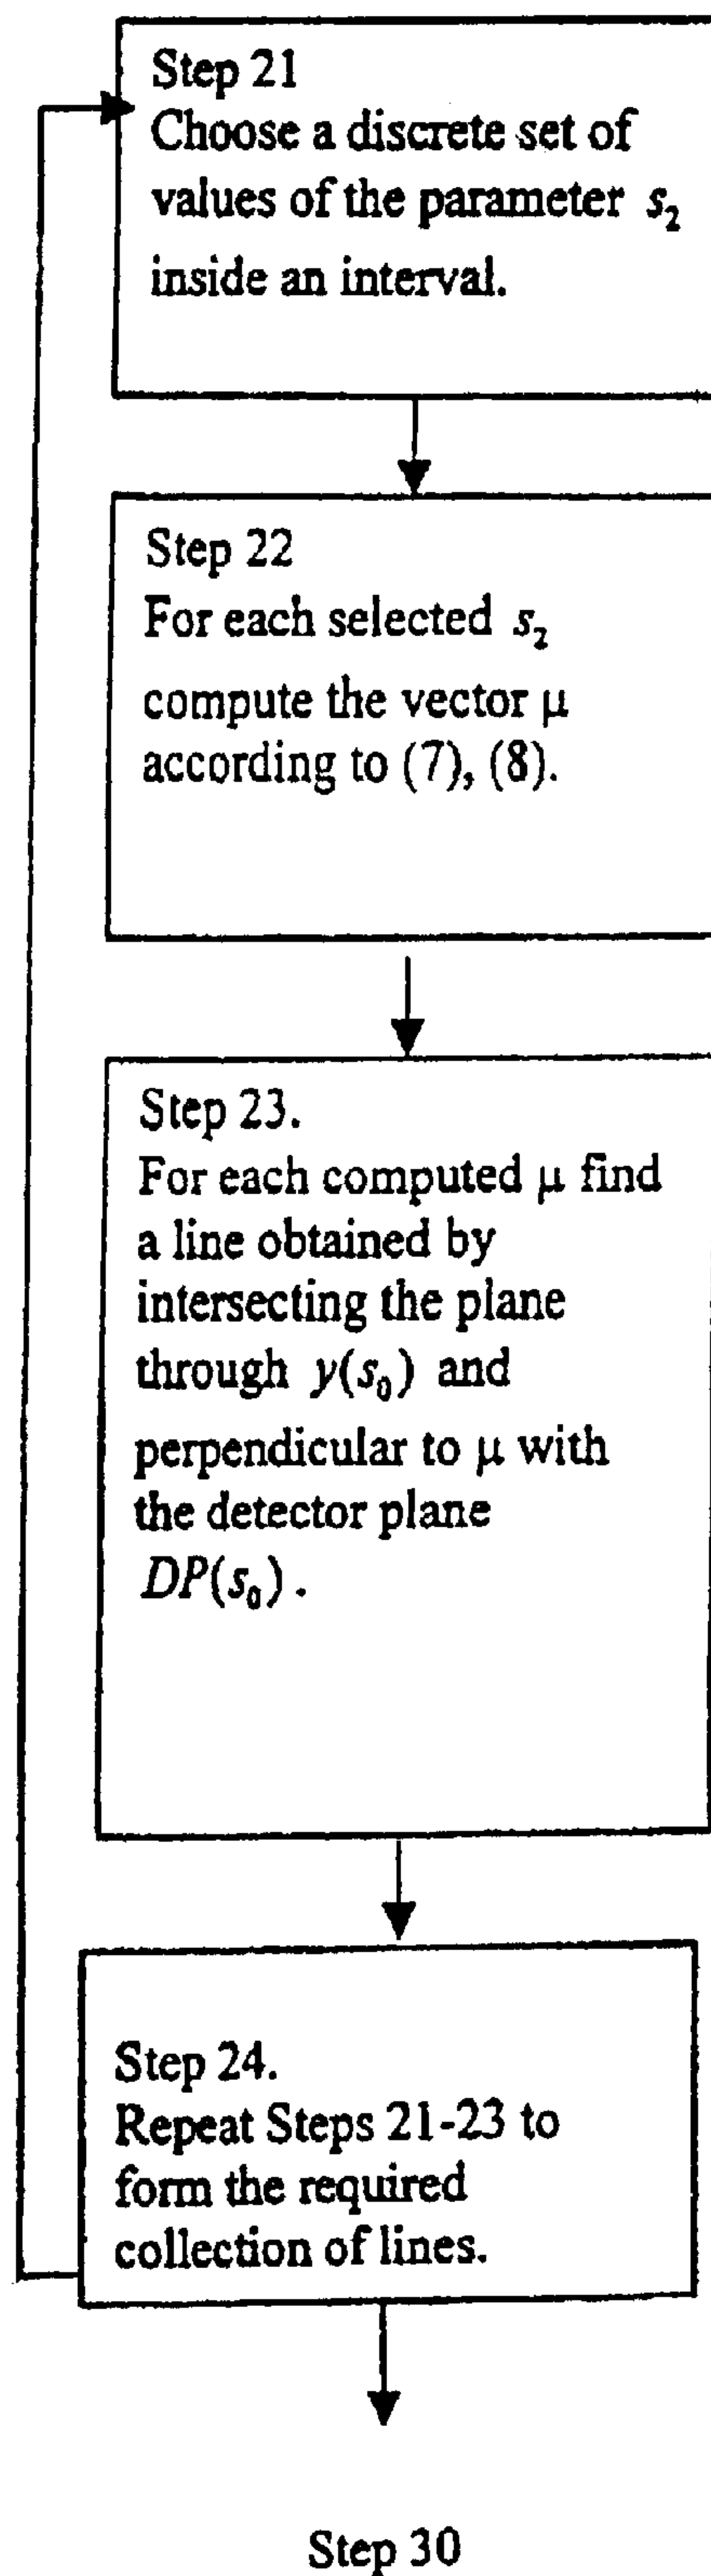 Step 21
Choose a discrete set of
values of the parameter s₂
inside an interval.
Step 22
For each selected s₂
compute the vector μ
according to (7), (8).
Step 23.
For each computed μ find
a line obtained by
intersecting the plane
through y(s₀) and
perpendicular to μ with
the detector plane
DP(s₀).
Step 24.
Repeat Steps 21-23 to
form the required
collection of lines.
Step 30